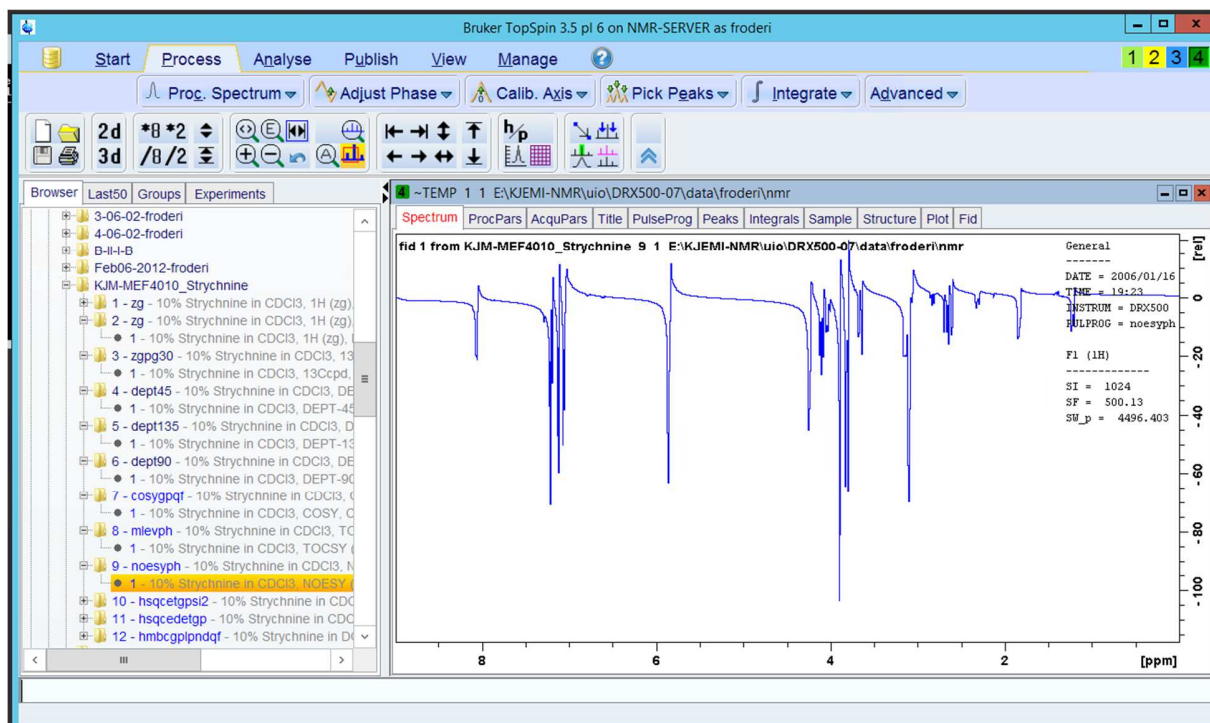 Bruker TopSpin 3.5 pl 6 on NMR-SERVER as froderi
Start Process Analyse Publish View Manage ? 1 2 3 4
Proc. Spectrum Adjust Phase Calib. Axis Pick Peaks Integrate Advanced
2d *8 *2 E h/p
3d /8 /2 A
Browser Last50 Groups Experiments
3-06-02-froderi
4-06-02-froderi
B-II-I-B
Feb06-2012-froderi
KJM-MEF4010_Strychnine
1 - zg - 10% Strychnine in CDCl3, 1H (zg),
2 - zg - 10% Strychnine in CDCl3, 1H (zg),
1 - 10% Strychnine in CDCl3, 1H (zg),
3 - zgpg30 - 10% Strychnine in CDCl3, 13
1 - 10% Strychnine in CDCl3, 13Ccpd,
4 - dept45 - 10% Strychnine in CDCl3, DE
1 - 10% Strychnine in CDCl3, DEPT-45
5 - dept135 - 10% Strychnine in CDCl3, D
1 - 10% Strychnine in CDCl3, DEPT-13
6 - dept90 - 10% Strychnine in CDCl3, DE
1 - 10% Strychnine in CDCl3, DEPT-90
7 - cosygpqf - 10% Strychnine in CDCl3, C
1 - 10% Strychnine in CDCl3, COSY, C
8 - mlevph - 10% Strychnine in CDCl3, TC
1 - 10% Strychnine in CDCl3, TOCSY (
9 - noesyph - 10% Strychnine in CDCl3, N
1 - 10% Strychnine in CDCl3, NOESY (
10 - hsqcetgpsi2 - 10% Strychnine in CDC
11 - hsqcedetgp - 10% Strychnine in CDC
12 - hmbcgplpndqf - 10% Strychnine in D
4 ~TEMP 1 1 E:\KJEMI-NMR\uio\DRX500-07\data\froderi\nmr
Spectrum ProcPars AcquPars Title PulseProg Peaks Integrals Sample Structure Plot Fid
fid 1 from KJM-MEF4010_Strychnine 9 1 E:\KJEMI-NMR\uio\DRX500-07\data\froderi\nmr
General
-------
DATE = 2006/01/16
TIME = 19:23
INSTRUM = DRX500
PULPROG = noesyph
F1 (1H)
-------------
SI = 1024
SF = 500.13
SW_p = 4496.403
[rel]
0
-20
-40
-60
-80
-100
8 6 4 2 [ppm]